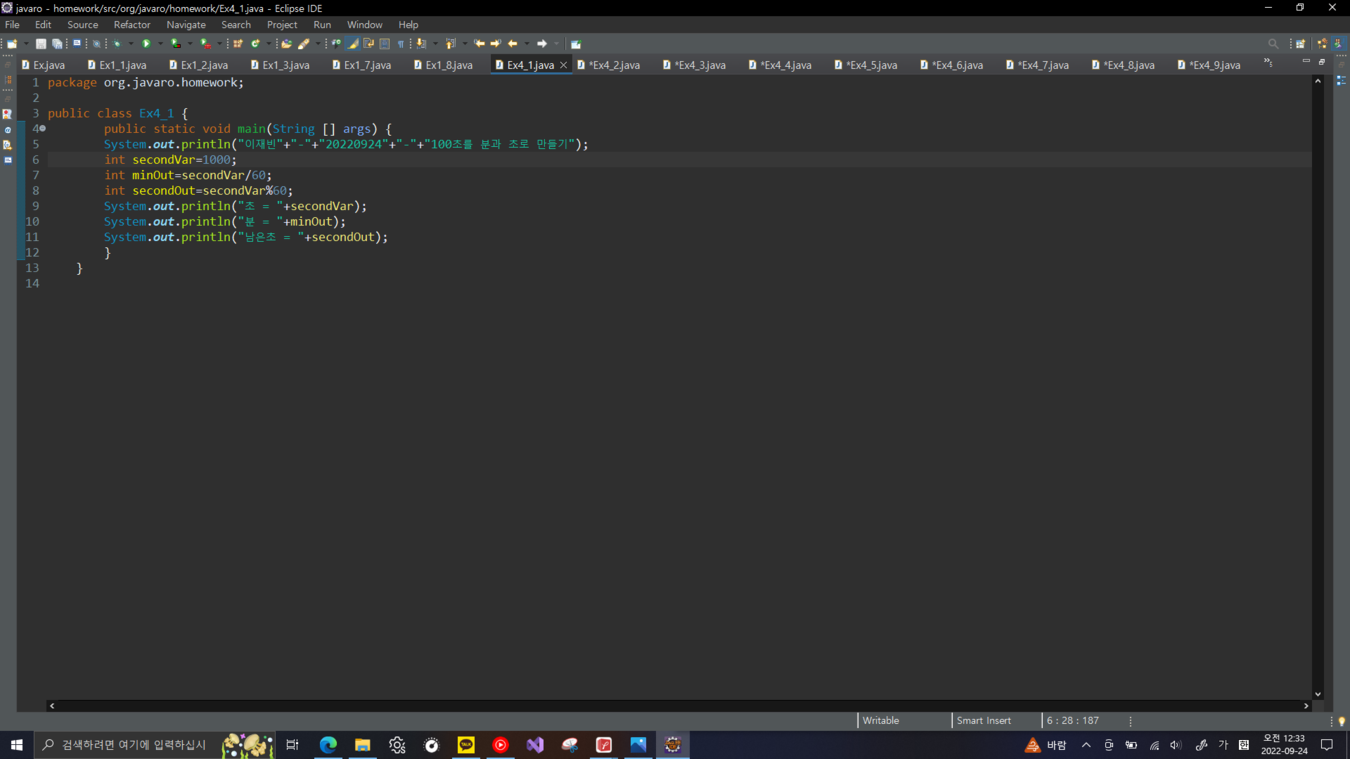 javaro - homework/src/org/javaro/homework/Ex4_1.java - Eclipse IDE
File Edit Source Refactor Navigate Search Project Run Window Help
Ex.java Ex1_1.java Ex1_2.java Ex1_3.java Ex1_7.java Ex1_8.java Ex4_1.java *Ex4_2.java *Ex4_3.java *Ex4_4.java *Ex4_5.java *Ex4_6.java *Ex4_7.java *Ex4_8.java *Ex4_9.java
1 package org.javaro.homework;
2
3 public class Ex4_1 {
4 public static void main(String [] args) {
5 System.out.println("이재빈"+"-"+"20220924"+"-"+"100초를 분과 초로 만들기");
6 int secondVar=1000;
7 int minOut=secondVar/60;
8 int secondOut=secondVar%60;
9 System.out.println("초 = "+secondVar);
10 System.out.println("분 = "+minOut);
11 System.out.println("남은초 = "+secondOut);
12 }
13 }
14
Writable Smart Insert 6 : 28 : 187
검색하려면 여기에 입력하십시
TALK
바람
가
한
오전 12:33
2022-09-24